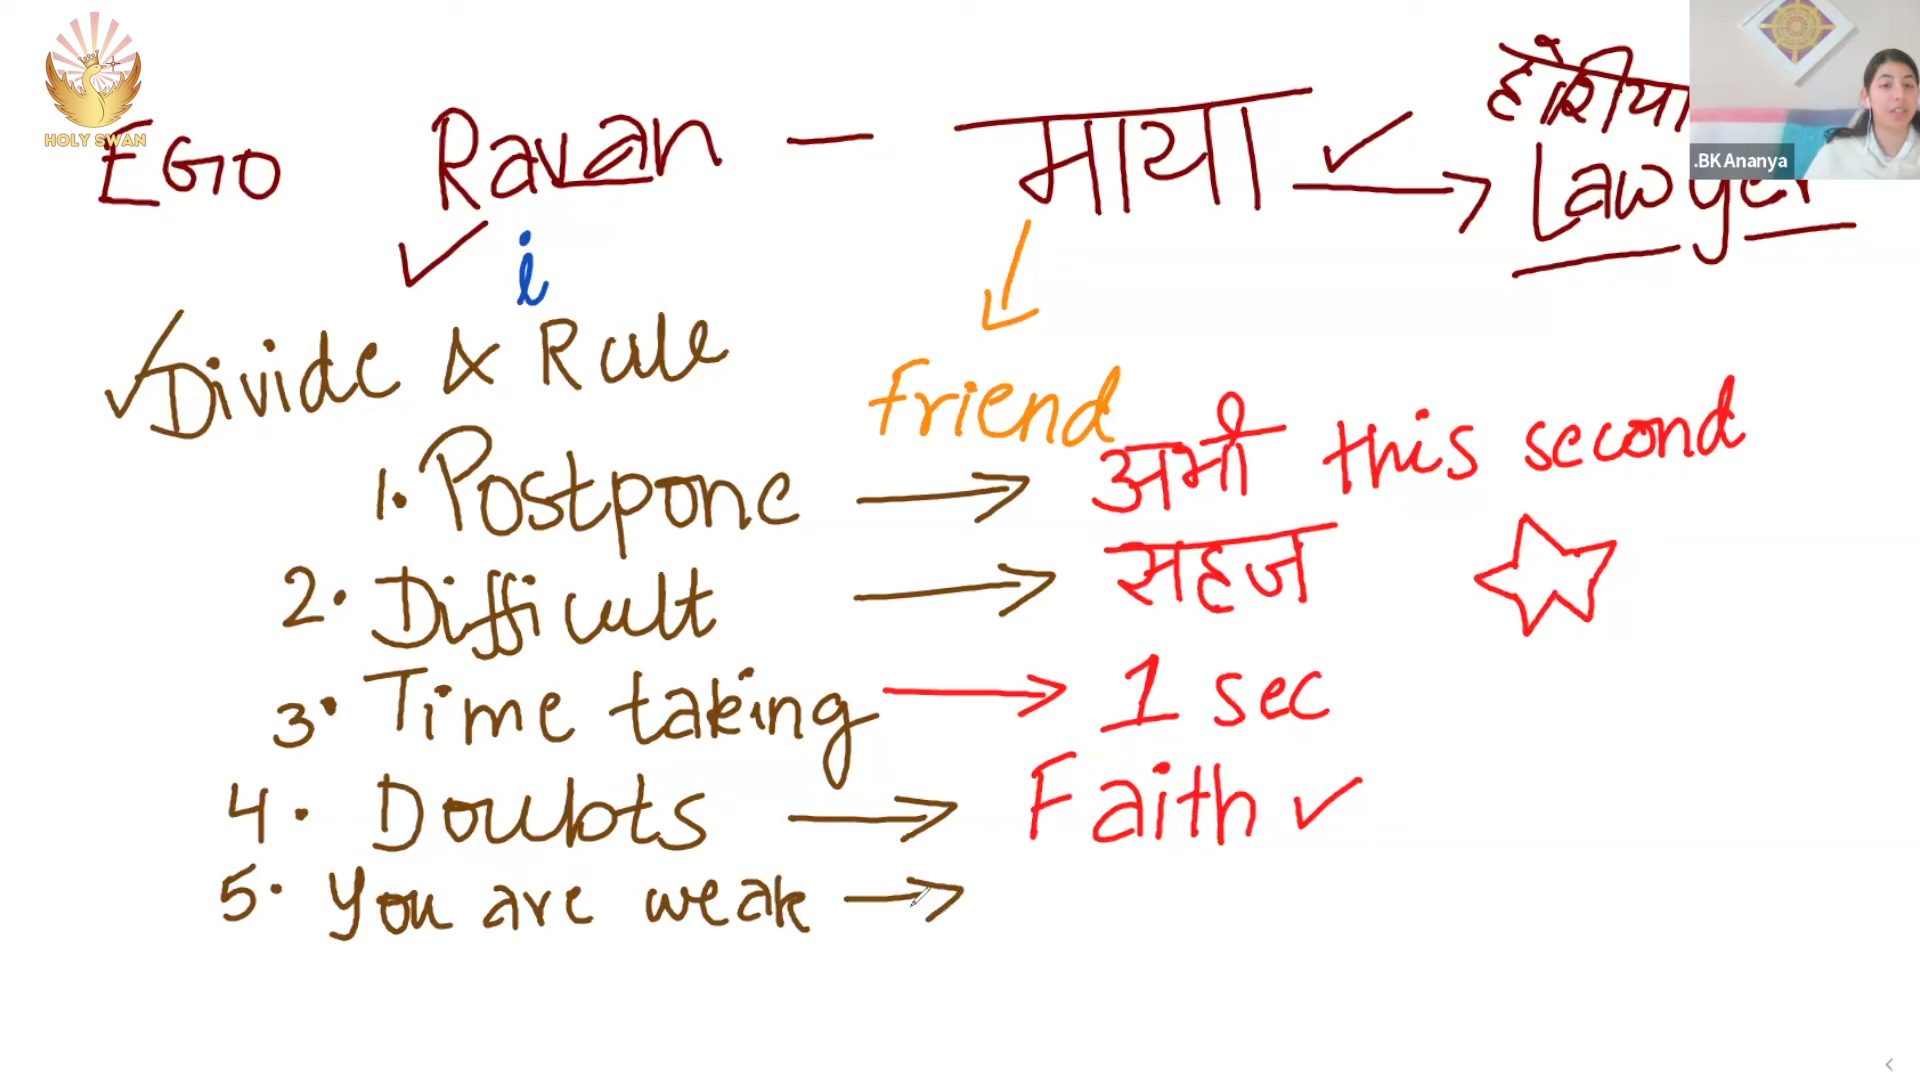 HOLY SWAN
.BK Ananya
EGO Ravan – माया → Lawyer
i
✓ Divide & Rule
friend
1. Postpone → अभी this second
2. Difficult → सहज
3. Time taking → 1 sec
4. Doubts → Faith ✓
5. You are weak →